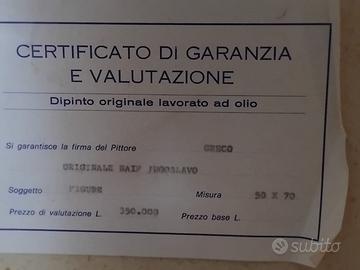 CERTIFICATO DI GARANZIA
E VALUTAZIONE
Dipinto originale lavorato ad olio
Si garantisce la firma del Pittore GRECO
ORIGINALE NAIF JUGOSLAVO
Soggetto FIGURE Misura 50 X 70
Prezzo di valutazione L. 350.000 Prezzo base L.
subito